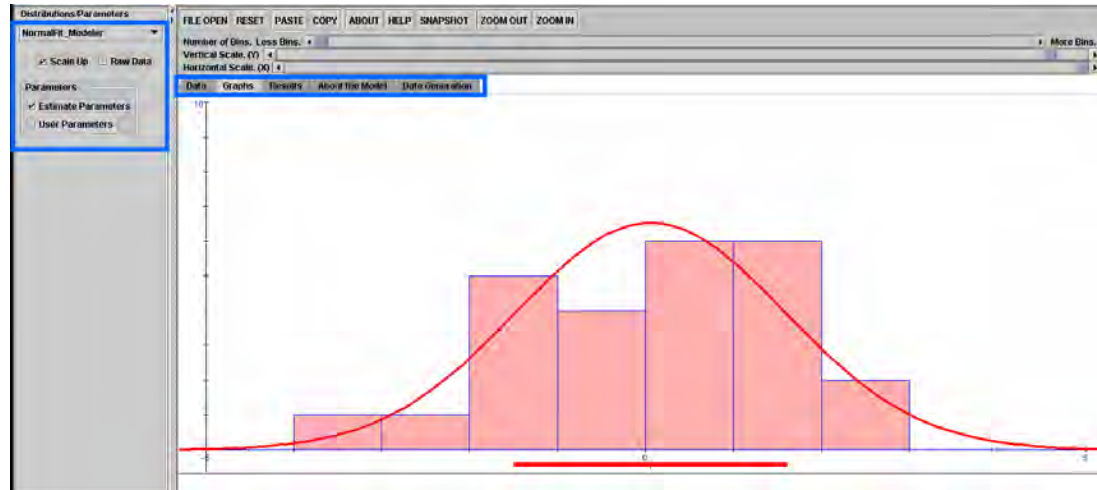 Distributions/Parameters
NormalFit_Modeler
Scale Up Raw Data
Parameters
Estimate Parameters
User Parameters
FILE OPEN RESET PASTE COPY ABOUT HELP SNAPSHOT ZOOM OUT ZOOM IN
Number of Bins. Less Bins. More Bins.
Vertical Scale. (Y)
Horizontal Scale. (X)
Data Graphs Results About the Model Data Generation
10
0